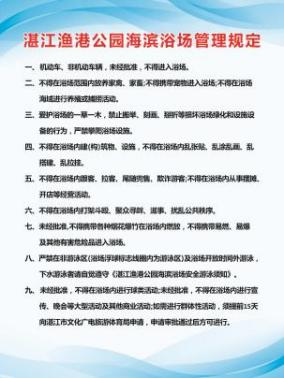 湛江渔港公园海滨浴场管理规定
一、机动车、非机动车辆，未经批准，不得进入浴场。
二、不得在浴场范围内放养家禽、家畜;不得携带宠物进入浴场;不得在浴场
海域进行养殖或捕捞活动。
三、爱护浴场的一草一木，禁止搬举、刻画、扭折等损坏浴场绿化和设施设
备的行为，严禁攀爬浴场设施。
四、不得在浴场内建(构)筑物、设施，不得在浴场内乱张贴、乱涂乱画、乱
搭建、乱拉挂。
五、不得在浴场内跟客、拉客、尾随兜售、欺诈游客;不得在浴场内从事摆摊、
开店等经营活动。
六、不得在浴场内打架斗殴、聚众寻衅、滋事、扰乱公共秩序。
七、未经批准,不得携带各种烟花爆竹在浴场内燃放，不得携带易燃、易爆
及其他有害危险品进入浴场。
八、严禁在非游泳区(浴场浮球标志线圈内为游泳区)及浴场开放时间外游泳，
下水游泳者请自觉遵守《湛江渔港公园海滨浴场安全游泳须知》。
九、未经批准，不得在浴场内进行球类活动;未经批准，不得在浴场内进行宣
传、晚会等大型活动及其他商业活动;如需进行群体性活动，须提前15天
向湛江市文化广电旅游体育局申请，申请审批通过后方可进行。